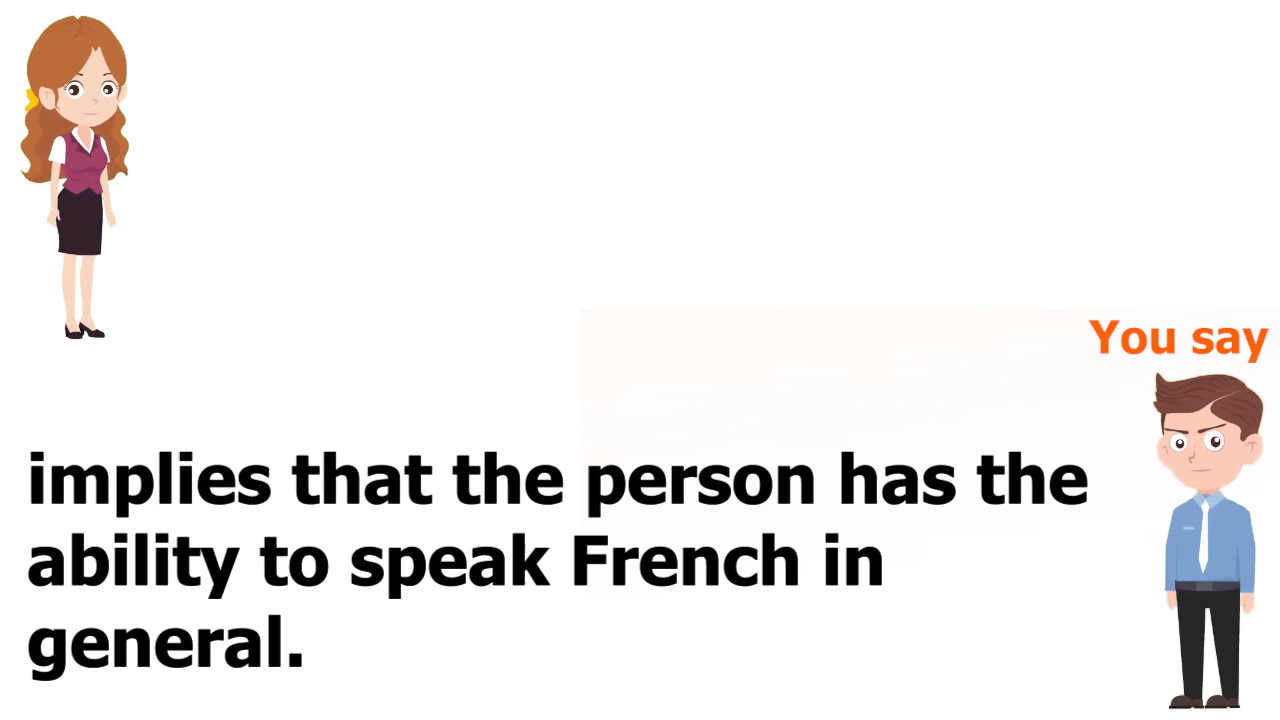 You say
implies that the person has the
ability to speak French in
general.